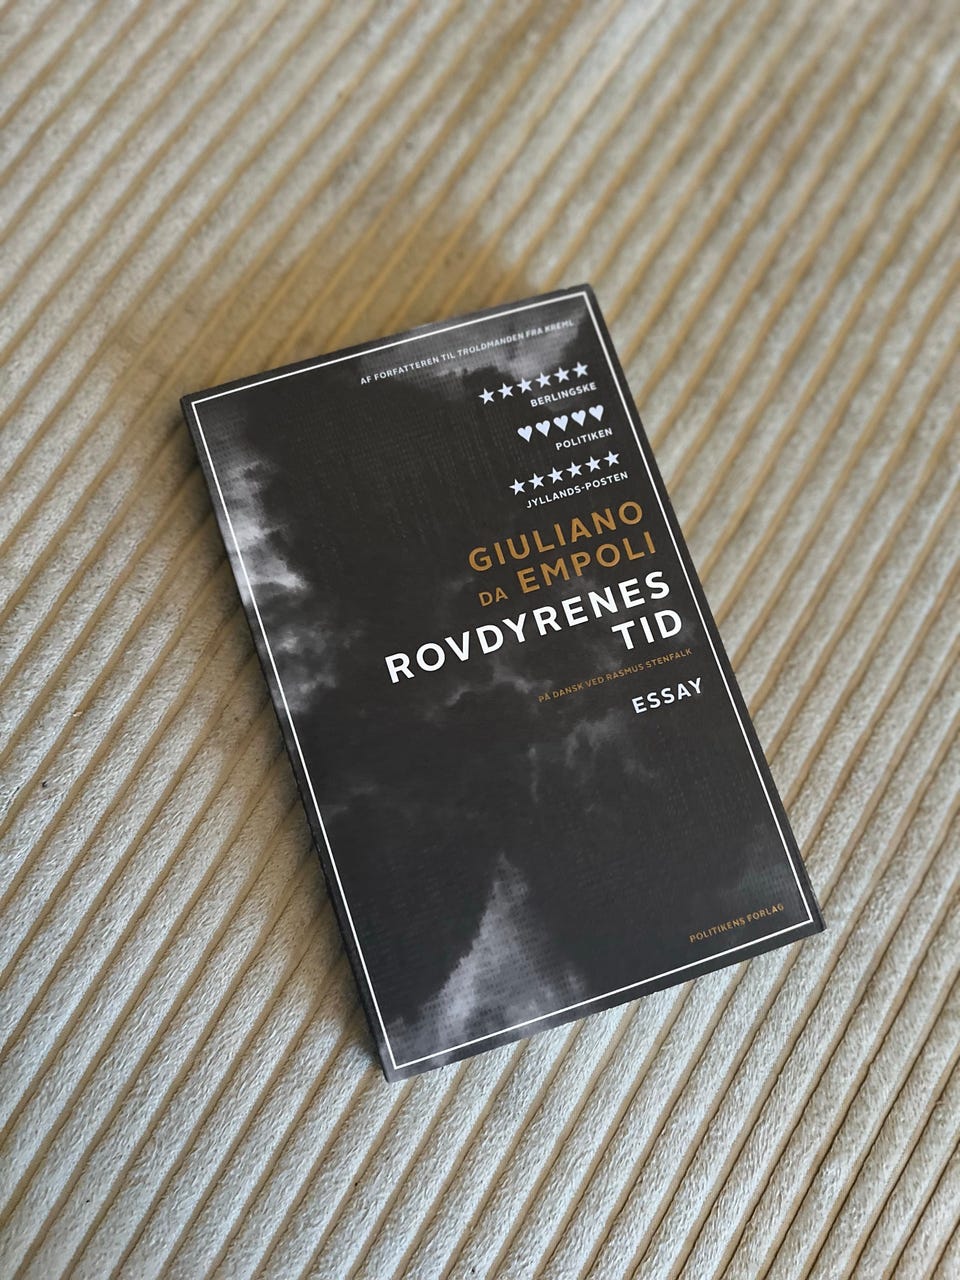 AF FORFATTEREN TIL TROLDMANDEN FRA KREML
★★★★★★
BERLINGSKE
♥♥♥♥♥
POLITIKEN
★★★★★★
JYLLANDS-POSTEN
GIULIANO
DA EMPOLI
ROVDYRENES
TID
PÅ DANSK VED RASMUS STENFALK
ESSAY
POLITIKENS FORLAG